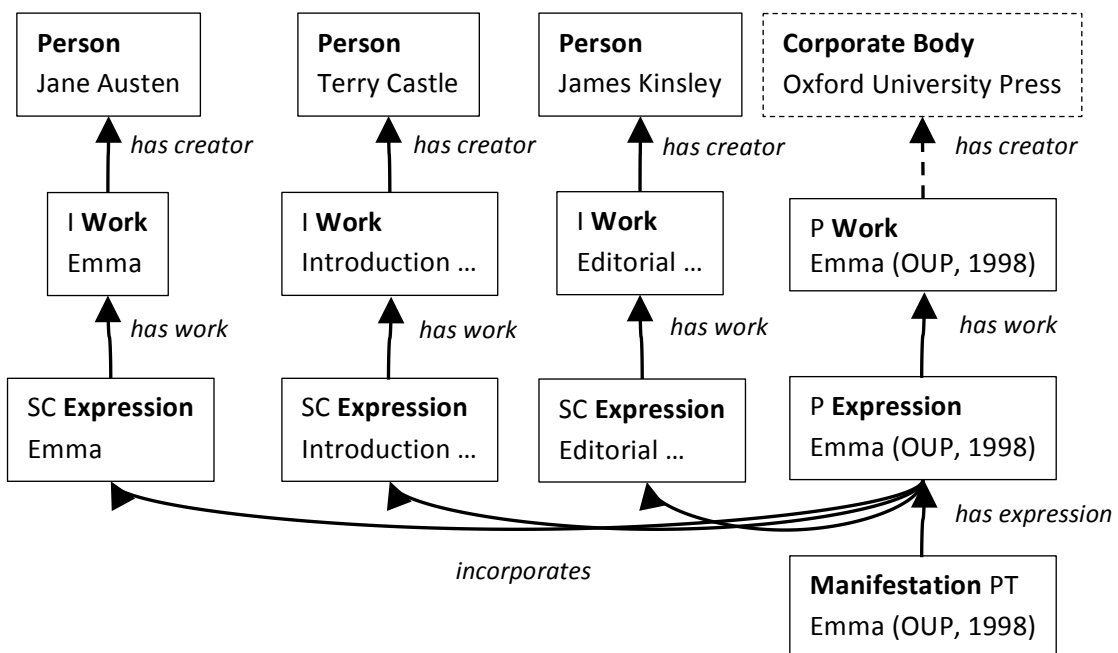 Person
Jane Austen
Person
Terry Castle
Person
James Kinsley
Corporate Body
Oxford University Press
has creator
has creator
has creator
has creator
I Work
Emma
I Work
Introduction ...
I Work
Editorial ...
P Work
Emma (OUP, 1998)
has work
has work
has work
has work
SC Expression
Emma
SC Expression
Introduction ...
SC Expression
Editorial ...
P Expression
Emma (OUP, 1998)
has expression
incorporates
Manifestation PT
Emma (OUP, 1998)